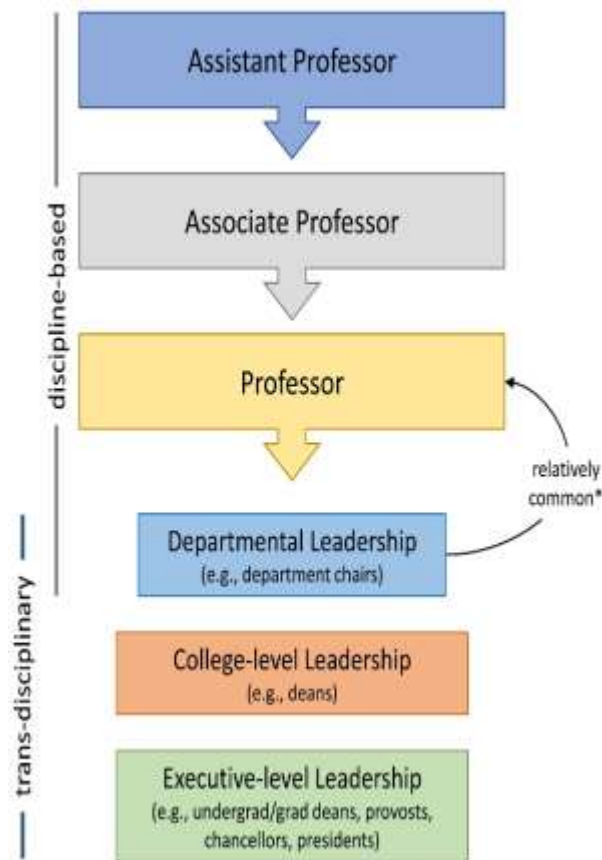 Assistant Professor
Associate Professor
discipline-based
Professor
relatively
common*
Departmental Leadership
(e.g., department chairs)
trans-disciplinary
College-level Leadership
(e.g., deans)
Executive-level Leadership
(e.g., undergrad/grad deans, provosts,
chancellors, presidents)